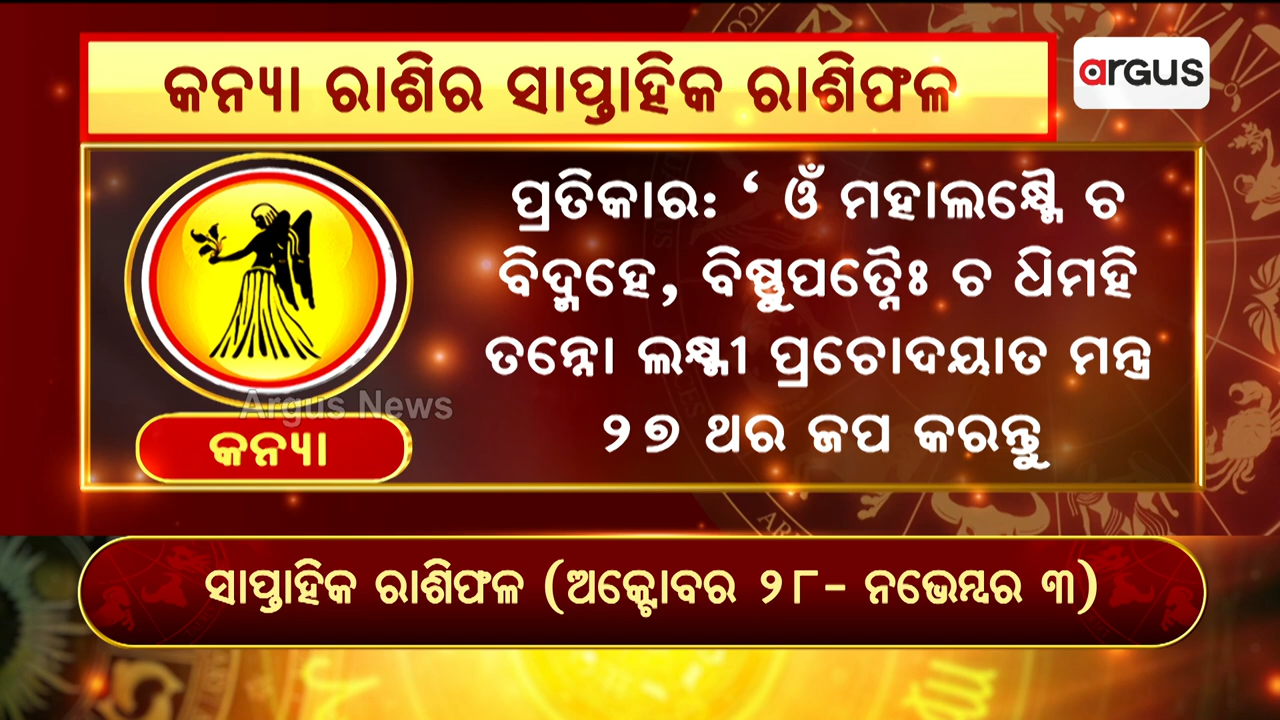 କନ୍ୟା ରାଶିର ସାପ୍ତାହିକ ରାଶିଫଳ
argus
ପ୍ରତିକାର: ‘ ଓଁ ମହାଲକ୍ଷ୍ମୈ ଚ
ବିଦ୍ମହେ, ବିଷ୍ଣୁପତ୍ନୈଃ ଚ ଧିମହି
ତନ୍ନୋ ଲକ୍ଷ୍ମୀ ପ୍ରଚୋଦୟାତ ମନ୍ତ୍ର
୨୭ ଥର ଜପ କରନ୍ତୁ
Argus News
କନ୍ୟା
ସାପ୍ତାହିକ ରାଶିଫଳ (ଅକ୍ଟୋବର ୨୮- ନଭେମ୍ବର ୩)